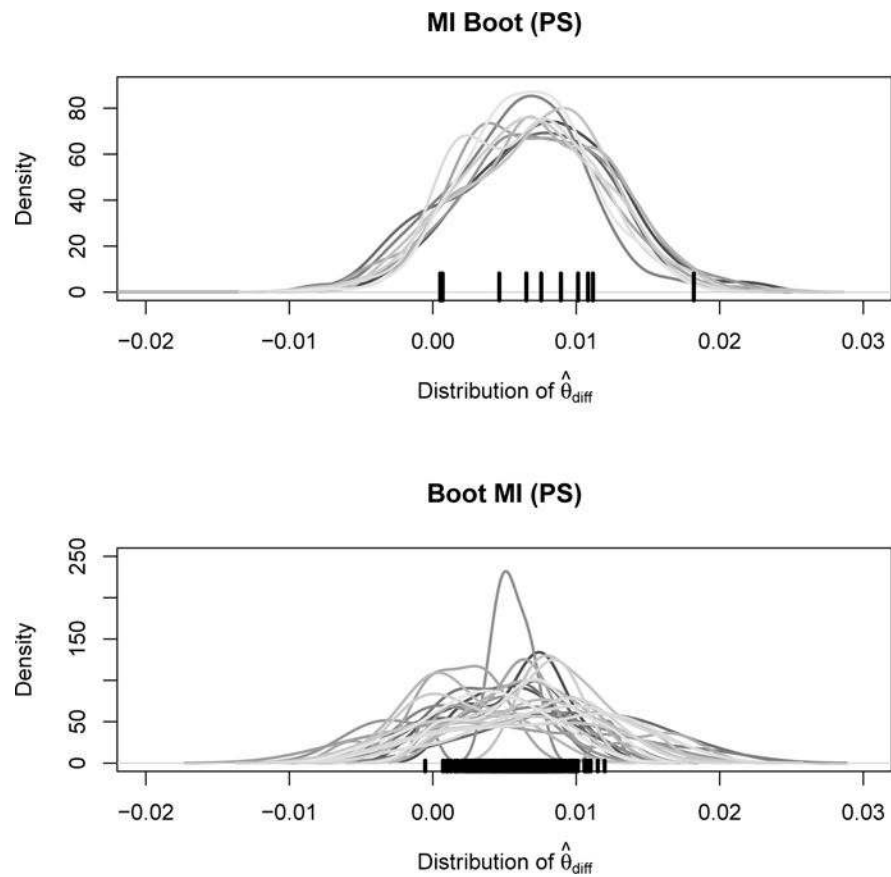 MI Boot (PS)
80
60
40
20
0
Density
−0.02 −0.01 0.00 0.01 0.02 0.03
Distribution of θ̂diff
Boot MI (PS)
250
150
50
0
Density
−0.02 −0.01 0.00 0.01 0.02 0.03
Distribution of θ̂diff